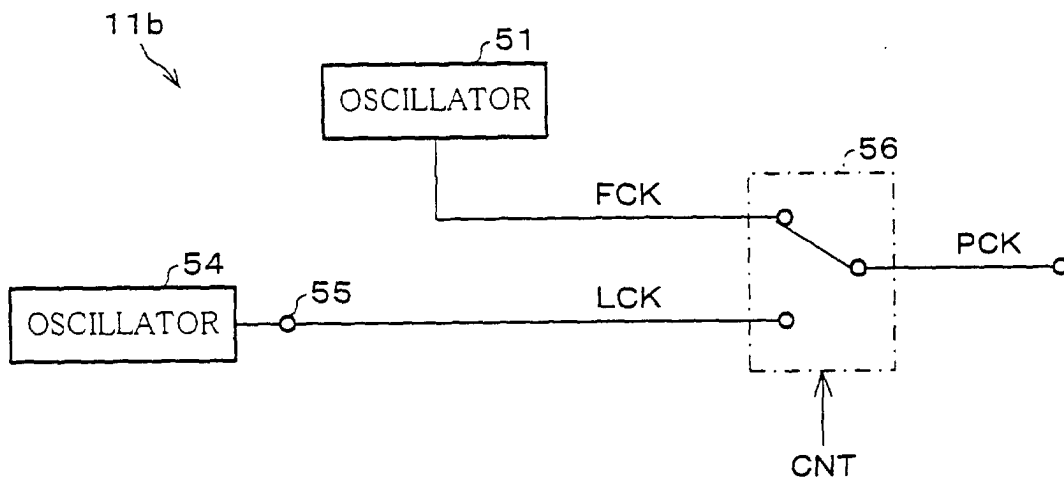 11b
51
OSCILLATOR
56
FCK
PCK
54
55
OSCILLATOR
LCK
CNT